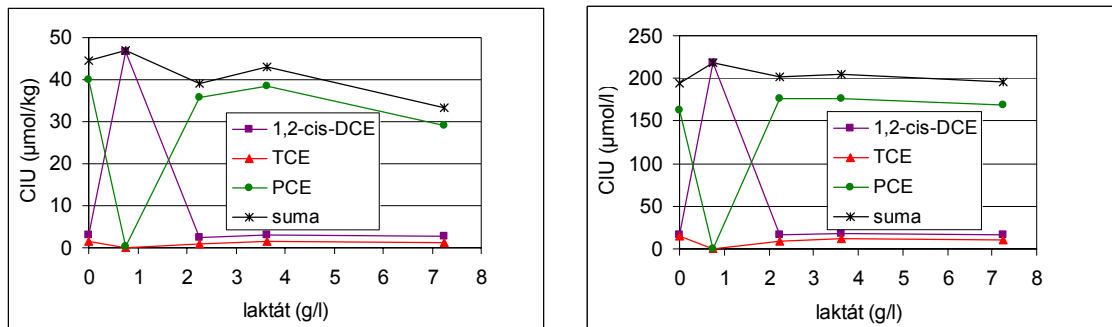 50
40
30
20
10
0
ClU (µmol/kg)
1,2-cis-DCE
TCE
PCE
suma
0 1 2 3 4 5 6 7 8
laktát (g/l)
250
200
150
100
50
0
ClU (µmol/l)
1,2-cis-DCE
TCE
PCE
suma
0 1 2 3 4 5 6 7 8
laktát (g/l)